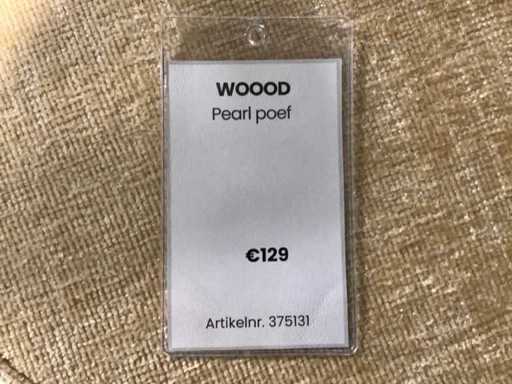 WOOOD
Pearl poef
€129
Artikelnr. 375131